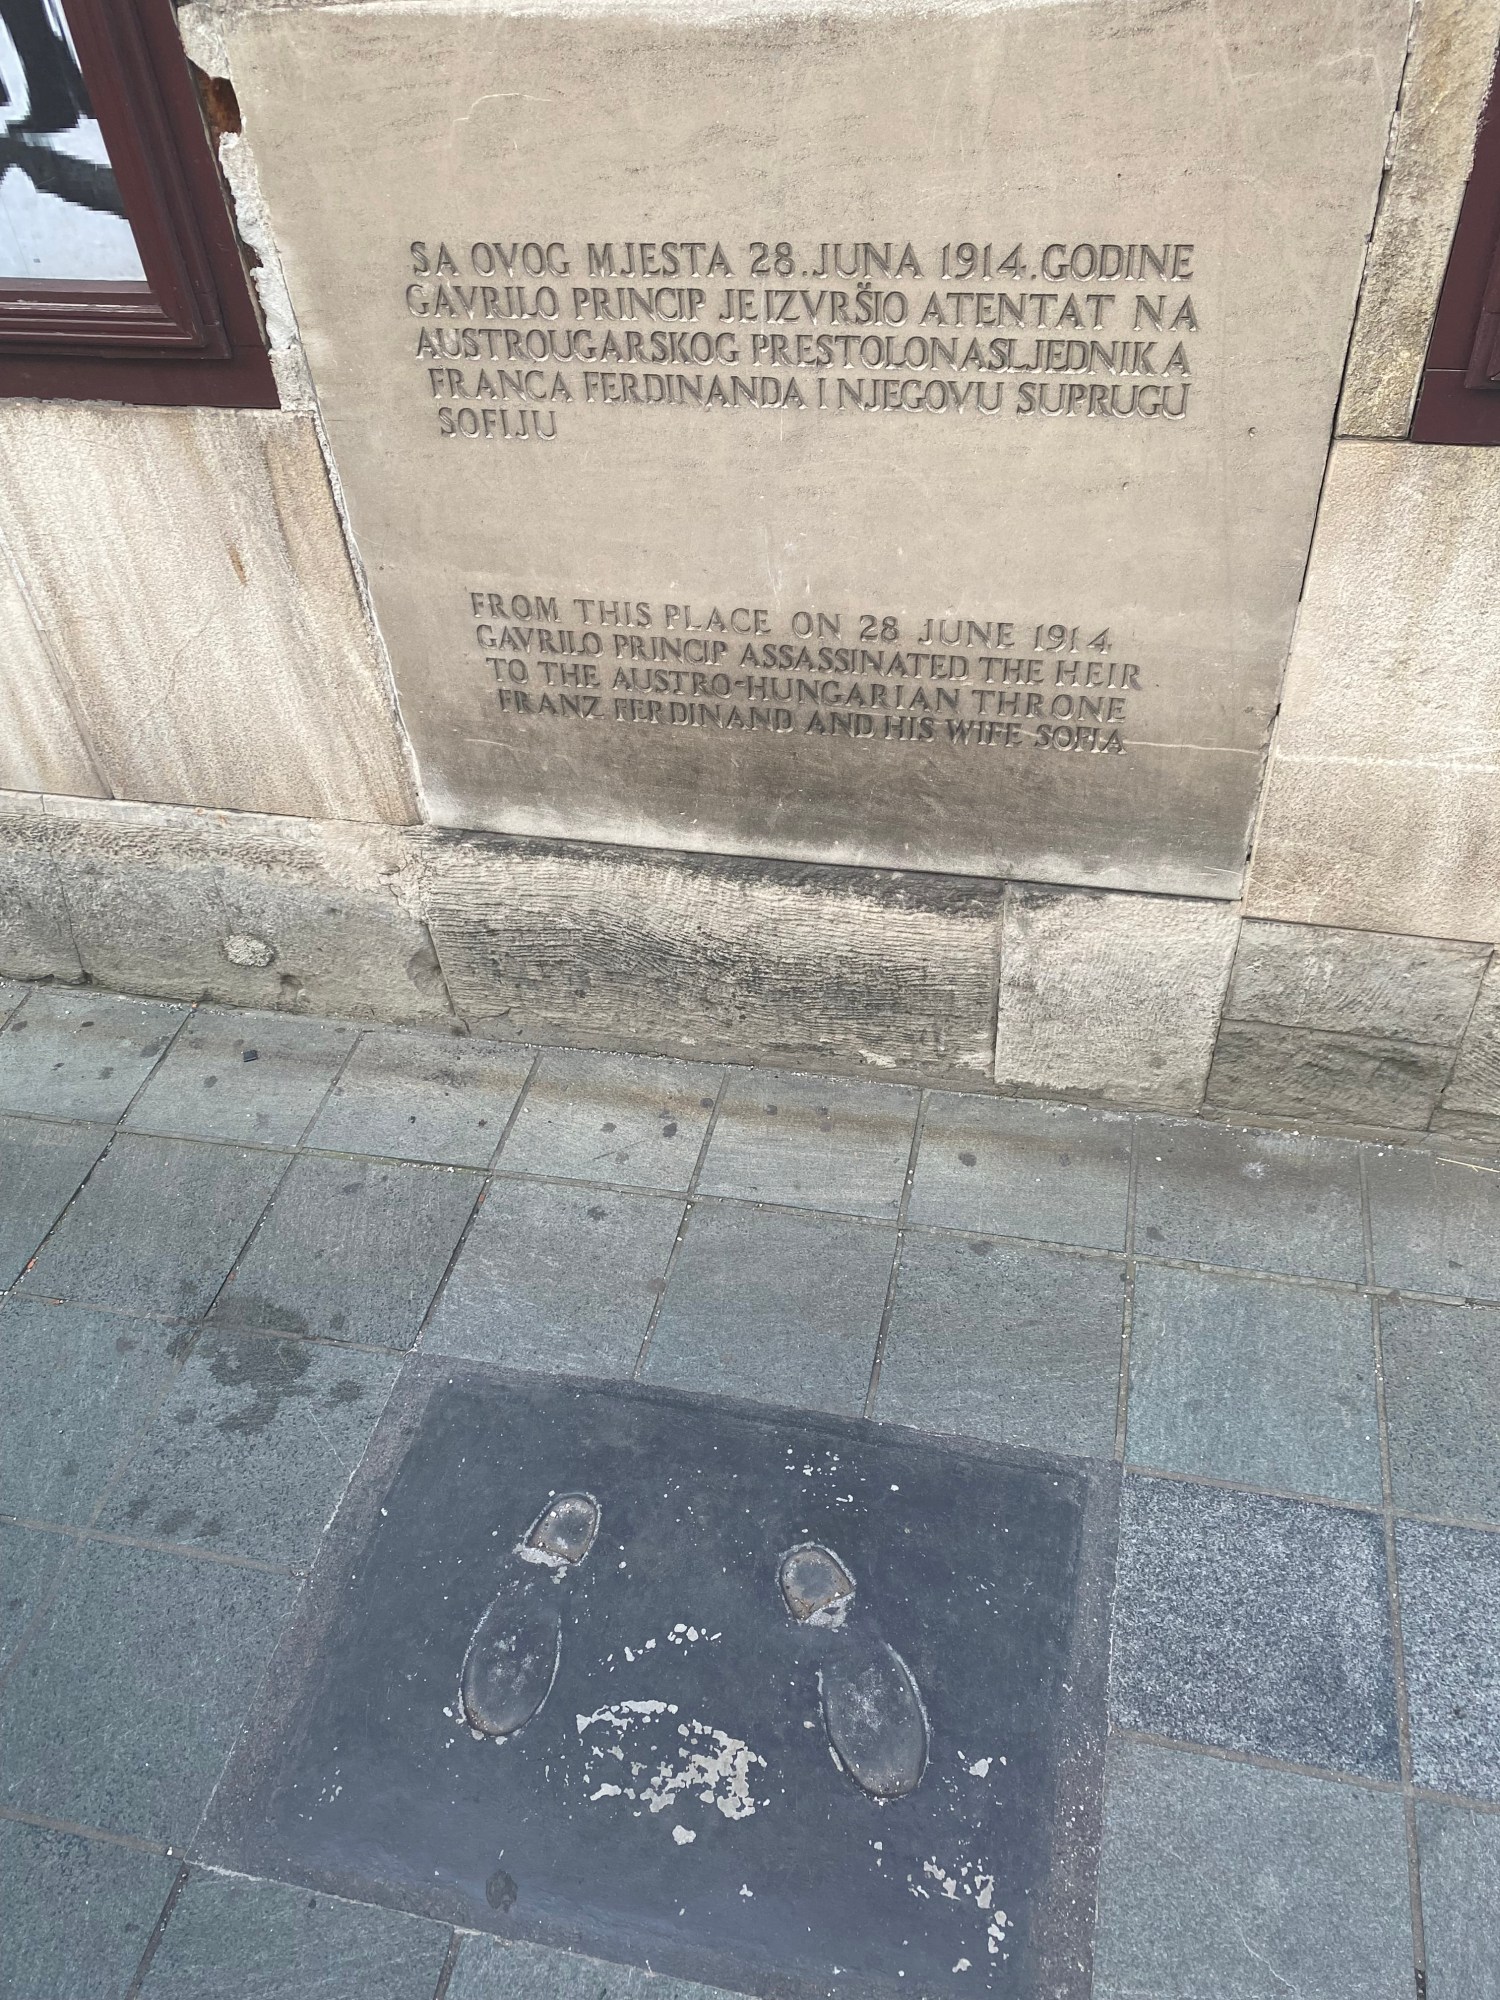 SA OVOG MJESTA 28. JUNA 1914. GODINE
GAVRILO PRINCIP JE IZVRŠIO ATENTAT NA
AUSTROUGARSKOG PRESTOLONASLJEDNIKA
FRANCA FERDINANDA I NJEGOVU SUPRUGU
SOFIJU
FROM THIS PLACE ON 28 JUNE 1914
GAVRILO PRINCIP ASSASSINATED THE HEIR
TO THE AUSTRO-HUNGARIAN THRONE
FRANZ FERDINAND AND HIS WIFE SOFIA